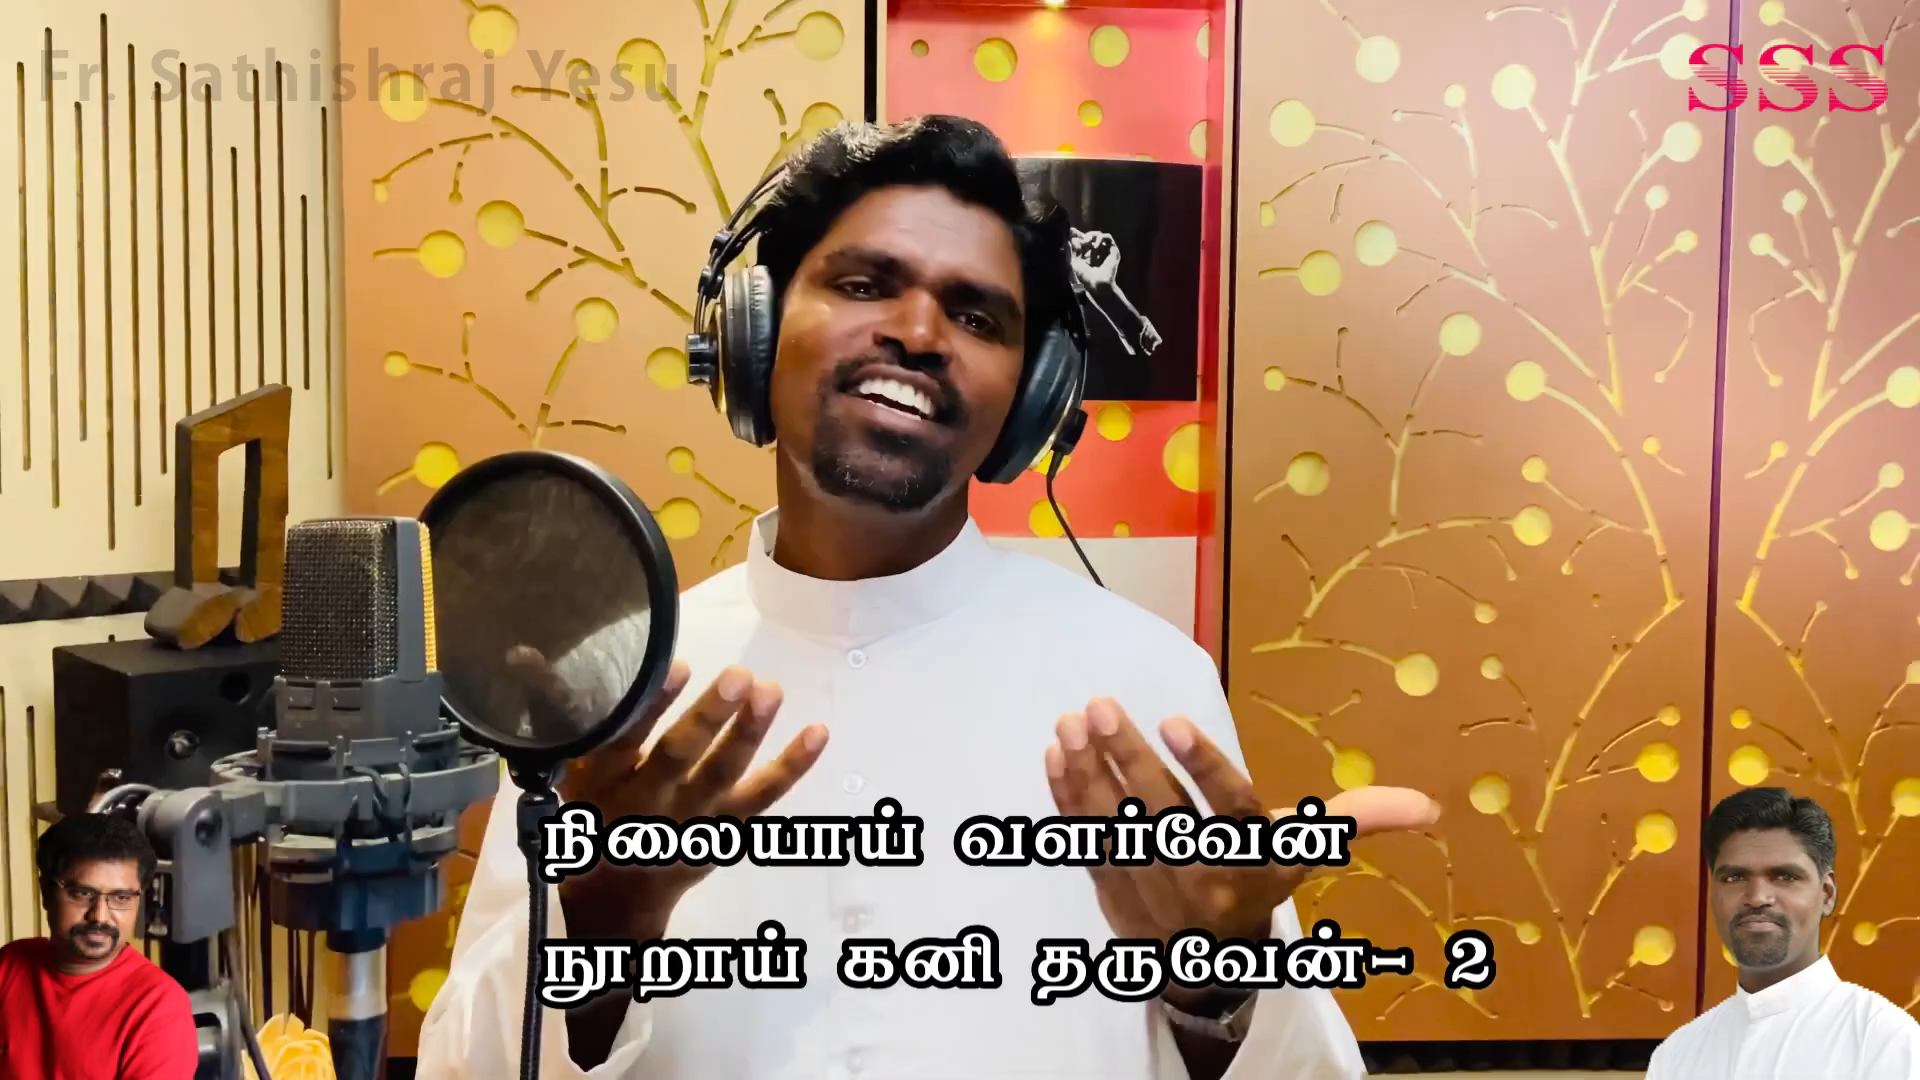 Fr. Sathishraj Yesu
SSS
நிலையாய் வளர்வேன்
நூறாய் கனி தருவேன்- 2